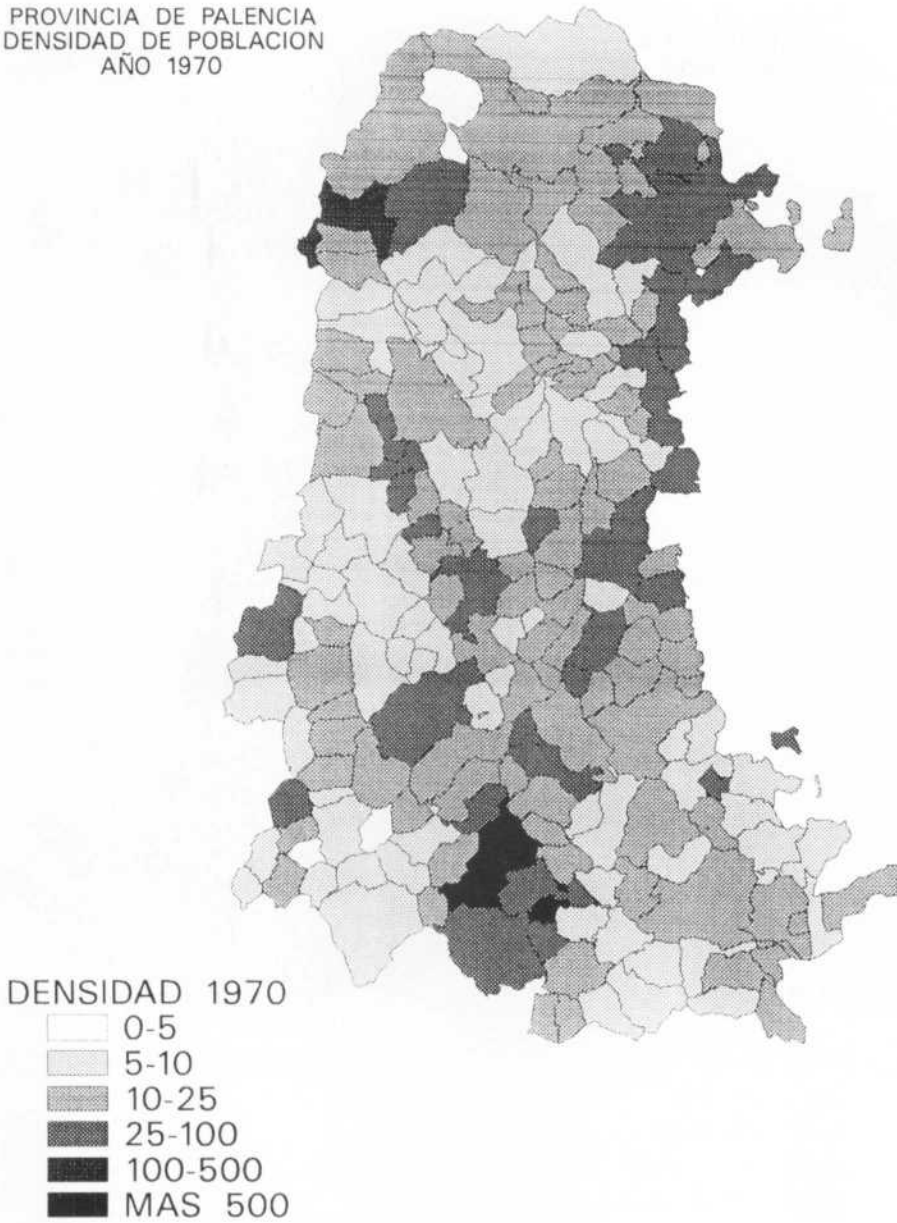 PROVINCIA DE PALENCIA
DENSIDAD DE POBLACION
AÑO 1970
DENSIDAD 1970
0-5
5-10
10-25
25-100
100-500
MAS 500